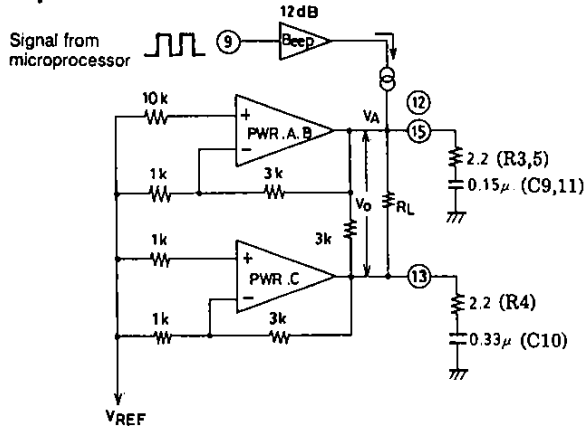 12dB
Signal from
microprocessor
9
Beep
10k
+
PWR.A.B
−
VA
12
15
2.2 (R3,5)
0.15μ (C9,11)
1k
3k
Vo
RL
3k
1k
+
PWR.C
−
13
2.2 (R4)
0.33μ (C10)
1k
3k
VREF